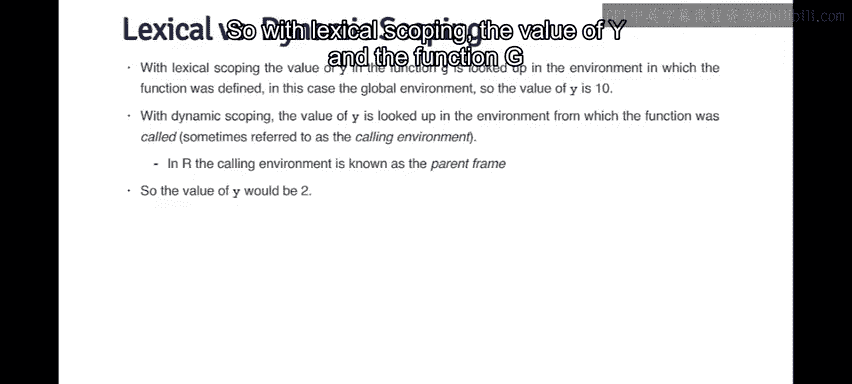 Lexical vs. Dynamic Scoping
So with lexical scoping, the value of Y
and the function G
With lexical scoping the value of y in the function g is looked up in the environment in which the
function was defined, in this case the global environment, so the value of y is 10.
With dynamic scoping, the value of y is looked up in the environment from which the function was
called (sometimes referred to as the calling environment).
- In R the calling environment is known as the parent frame
So the value of y would be 2.